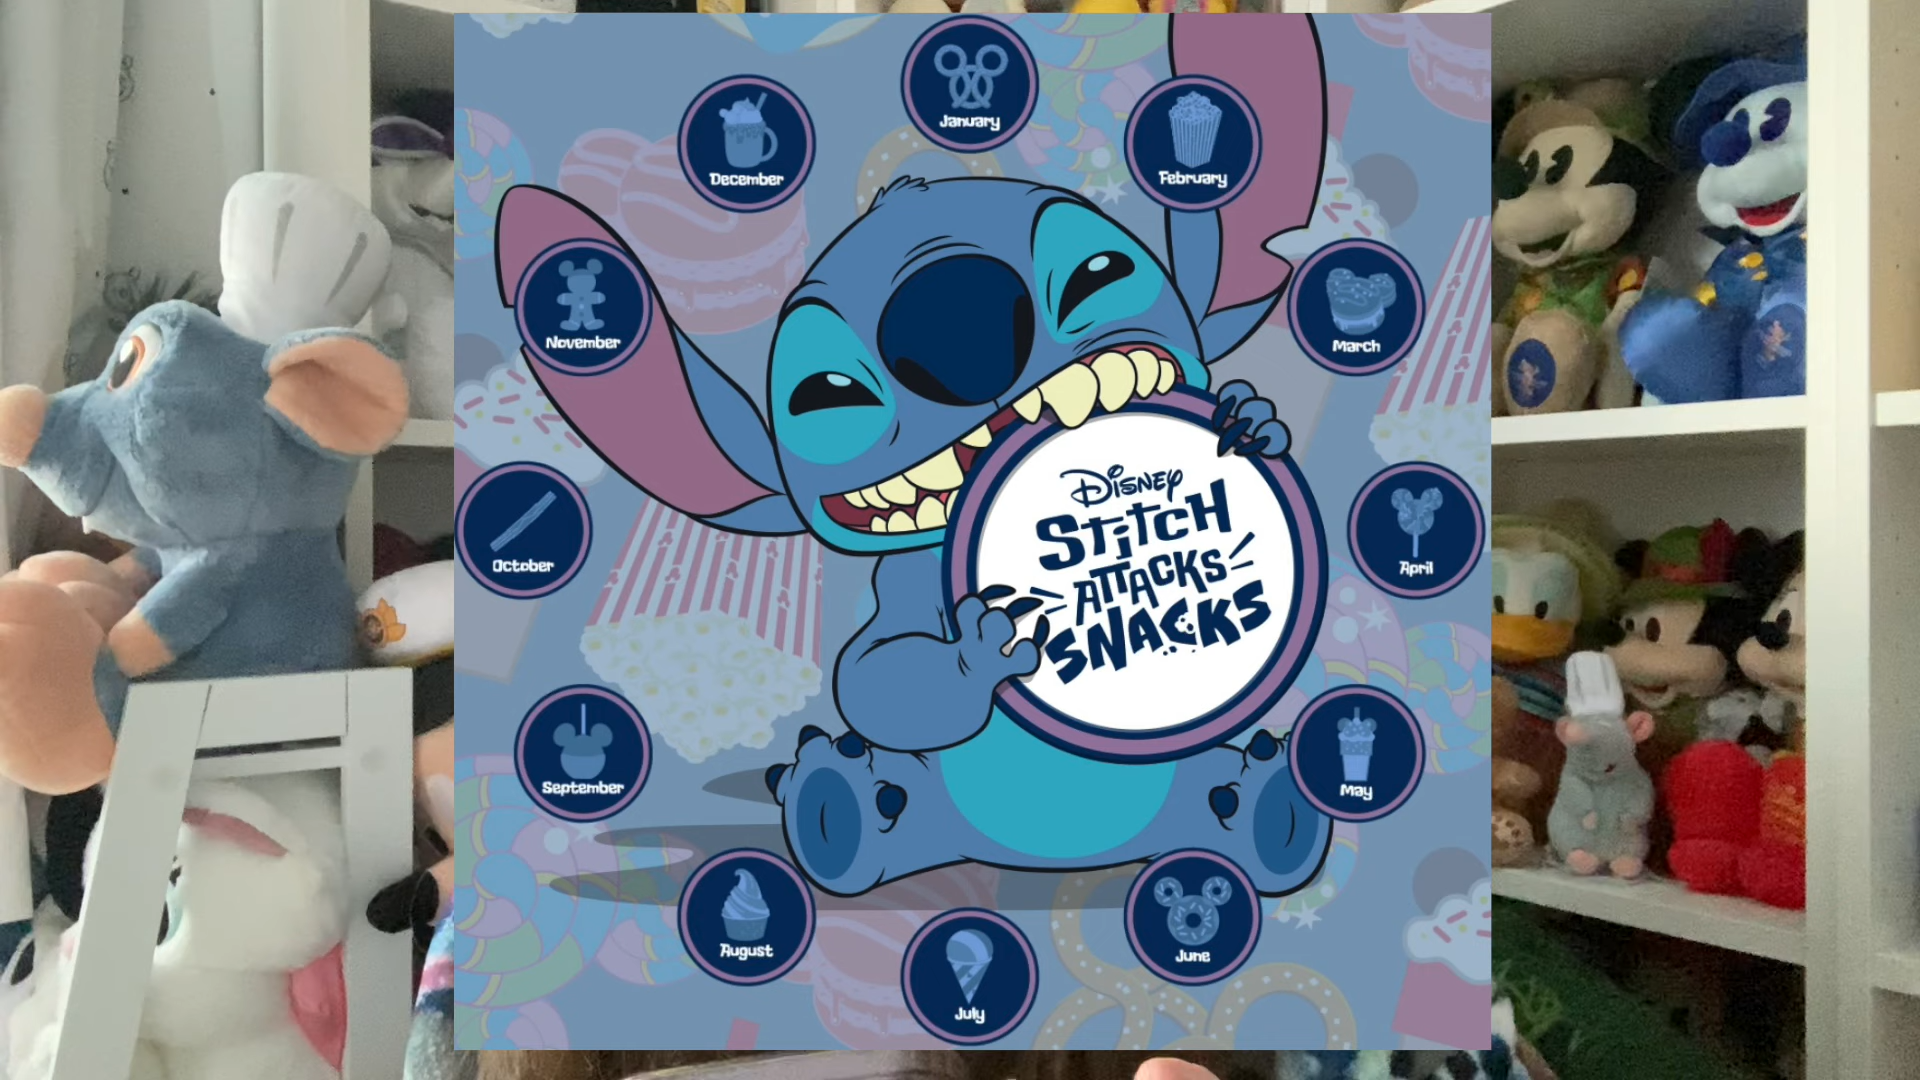 January
February
March
April
May
June
July
August
September
October
November
December
Disney
Stitch
Attacks
Snacks